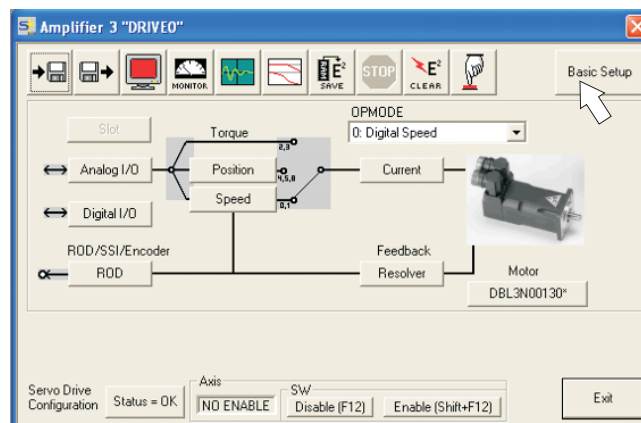 Amplifier 3 "DRIVE0"
MONITOR
E²
SAVE
STOP
E²
CLEAR
Basic Setup
Slot
Torque
OPMODE
0: Digital Speed
2,3
Analog I/O
Position
4,5,8
Current
Speed
0,1
Digital I/O
ROD/SSI/Encoder
Feedback
ROD
Resolver
Motor
DBL3N00130*
Servo Drive
Configuration
Status = OK
Axis
NO ENABLE
SW
Disable (F12)
Enable (Shift+F12)
Exit